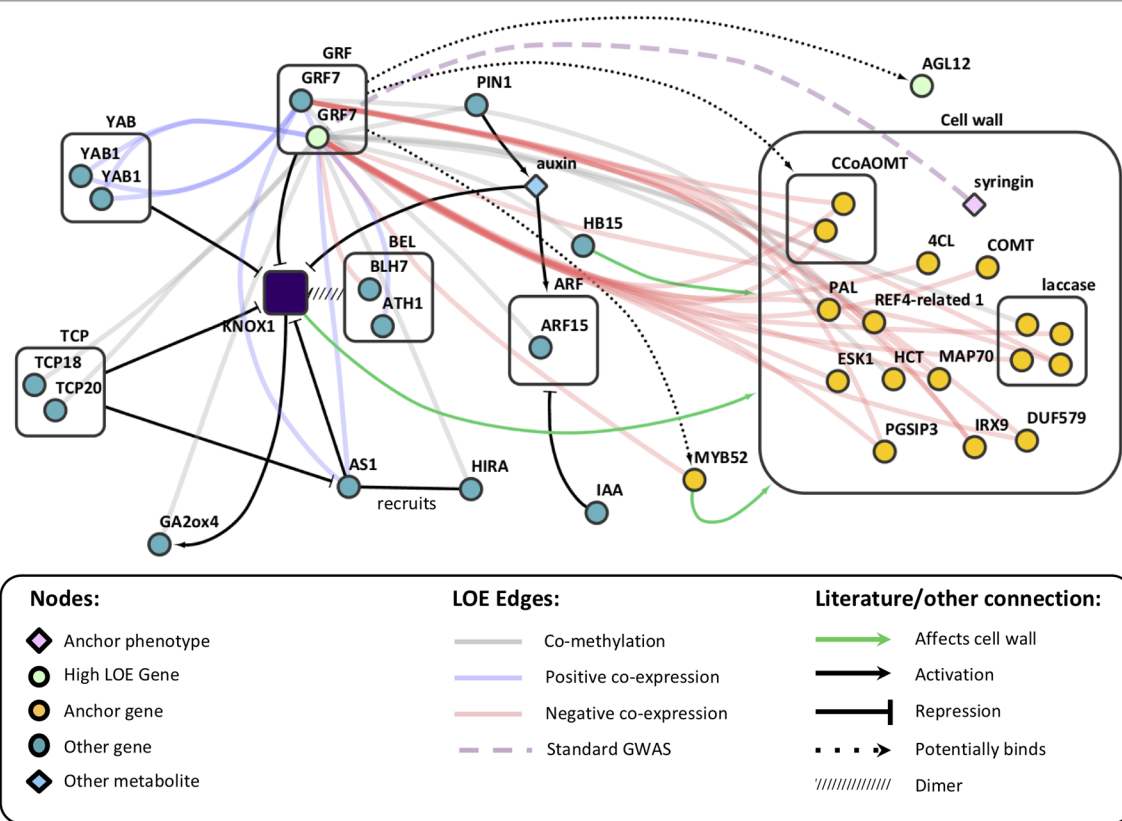 GRF
GRF7
GRF7
PIN1
AGL12
Cell wall
YAB
YAB1
YAB1
auxin
CCoAOMT
syringin
HB15
BEL
BLH7
ATH1
4CL
COMT
ARF
PAL
REF4-related 1
laccase
KNOX1
ARF15
TCP
TCP18
TCP20
ESK1
HCT
MAP70
PGSIP3
IRX9
DUF579
AS1
HIRA
recruits
MYB52
IAA
GA2ox4
Nodes:
Anchor phenotype
High LOE Gene
Anchor gene
Other gene
Other metabolite
LOE Edges:
Co-methylation
Positive co-expression
Negative co-expression
Standard GWAS
Literature/other connection:
Affects cell wall
Activation
Repression
Potentially binds
Dimer